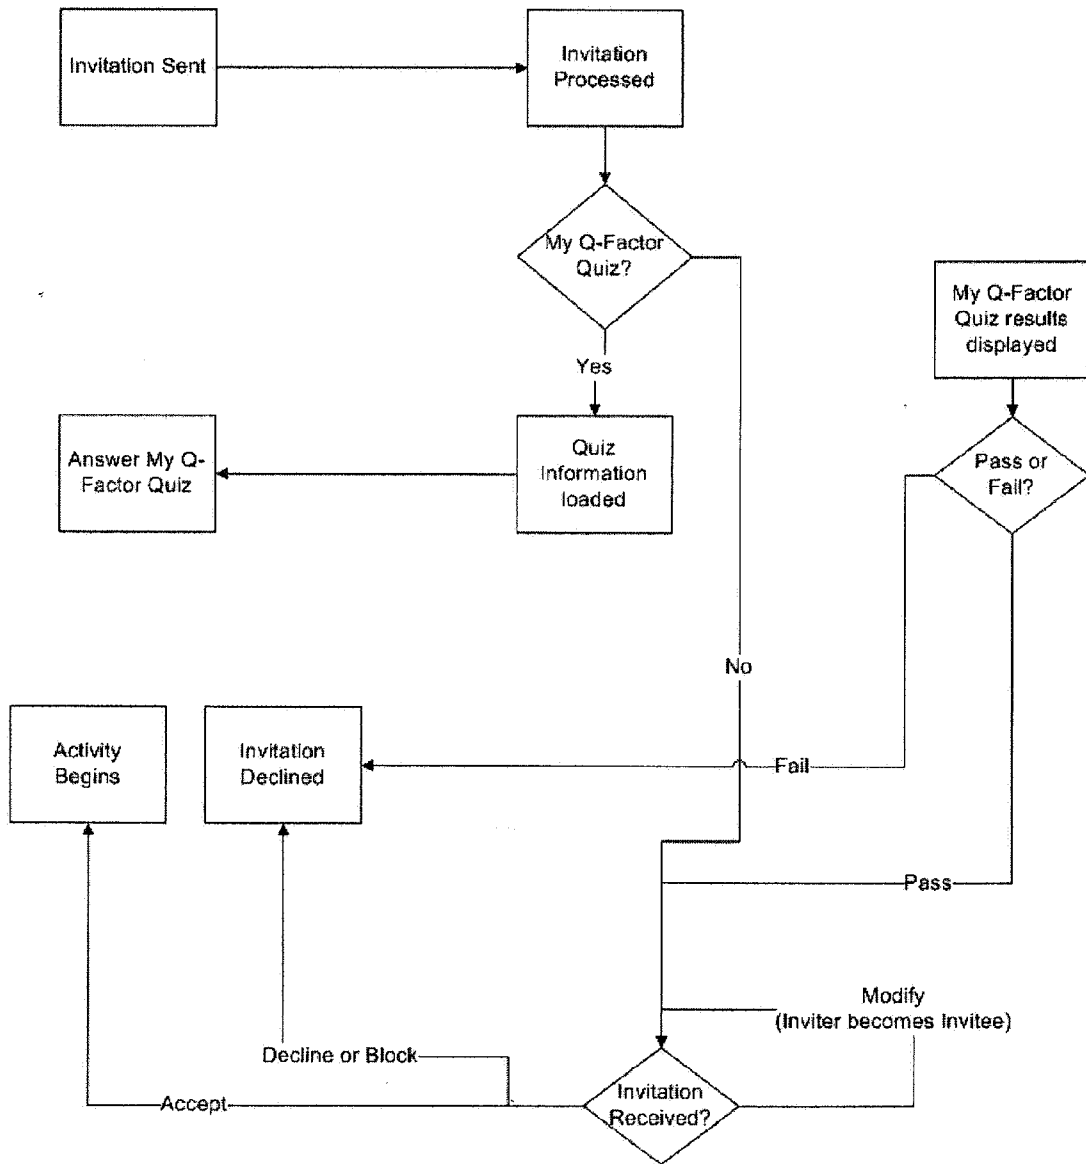 Invitation Sent
Invitation
Processed
My Q-Factor
Quiz?
My Q-Factor
Quiz results
displayed
Yes
Answer My Q-
Factor Quiz
Quiz
Information
loaded
Pass or
Fail?
No
Activity
Begins
Invitation
Declined
Fail
Pass
Modify
(Inviter becomes Invitee)
Decline or Block
Accept
Invitation
Received?